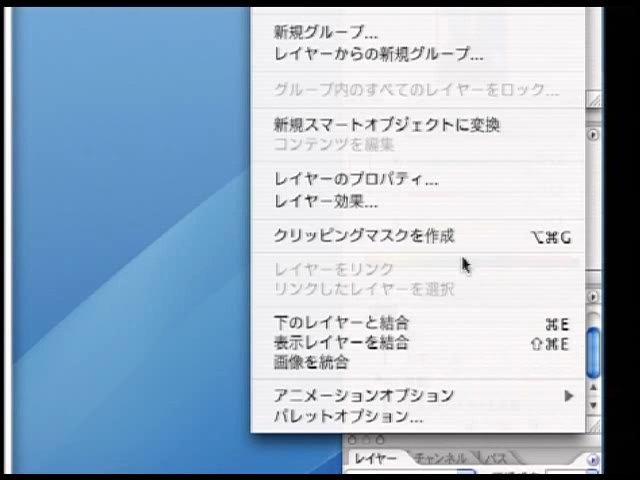 新規グループ...
レイヤーからの新規グループ...
グループ内のすべてのレイヤーをロック...
新規スマートオブジェクトに変換
コンテンツを編集
レイヤーのプロパティ...
レイヤー効果...
クリッピングマスクを作成 ⌥⌘G
レイヤーをリンク
リンクしたレイヤーを選択
下のレイヤーと結合 ⌘E
表示レイヤーを結合 ⇧⌘E
画像を統合
アニメーションオプション ▶
パレットオプション...
レイヤー チャンネル パス